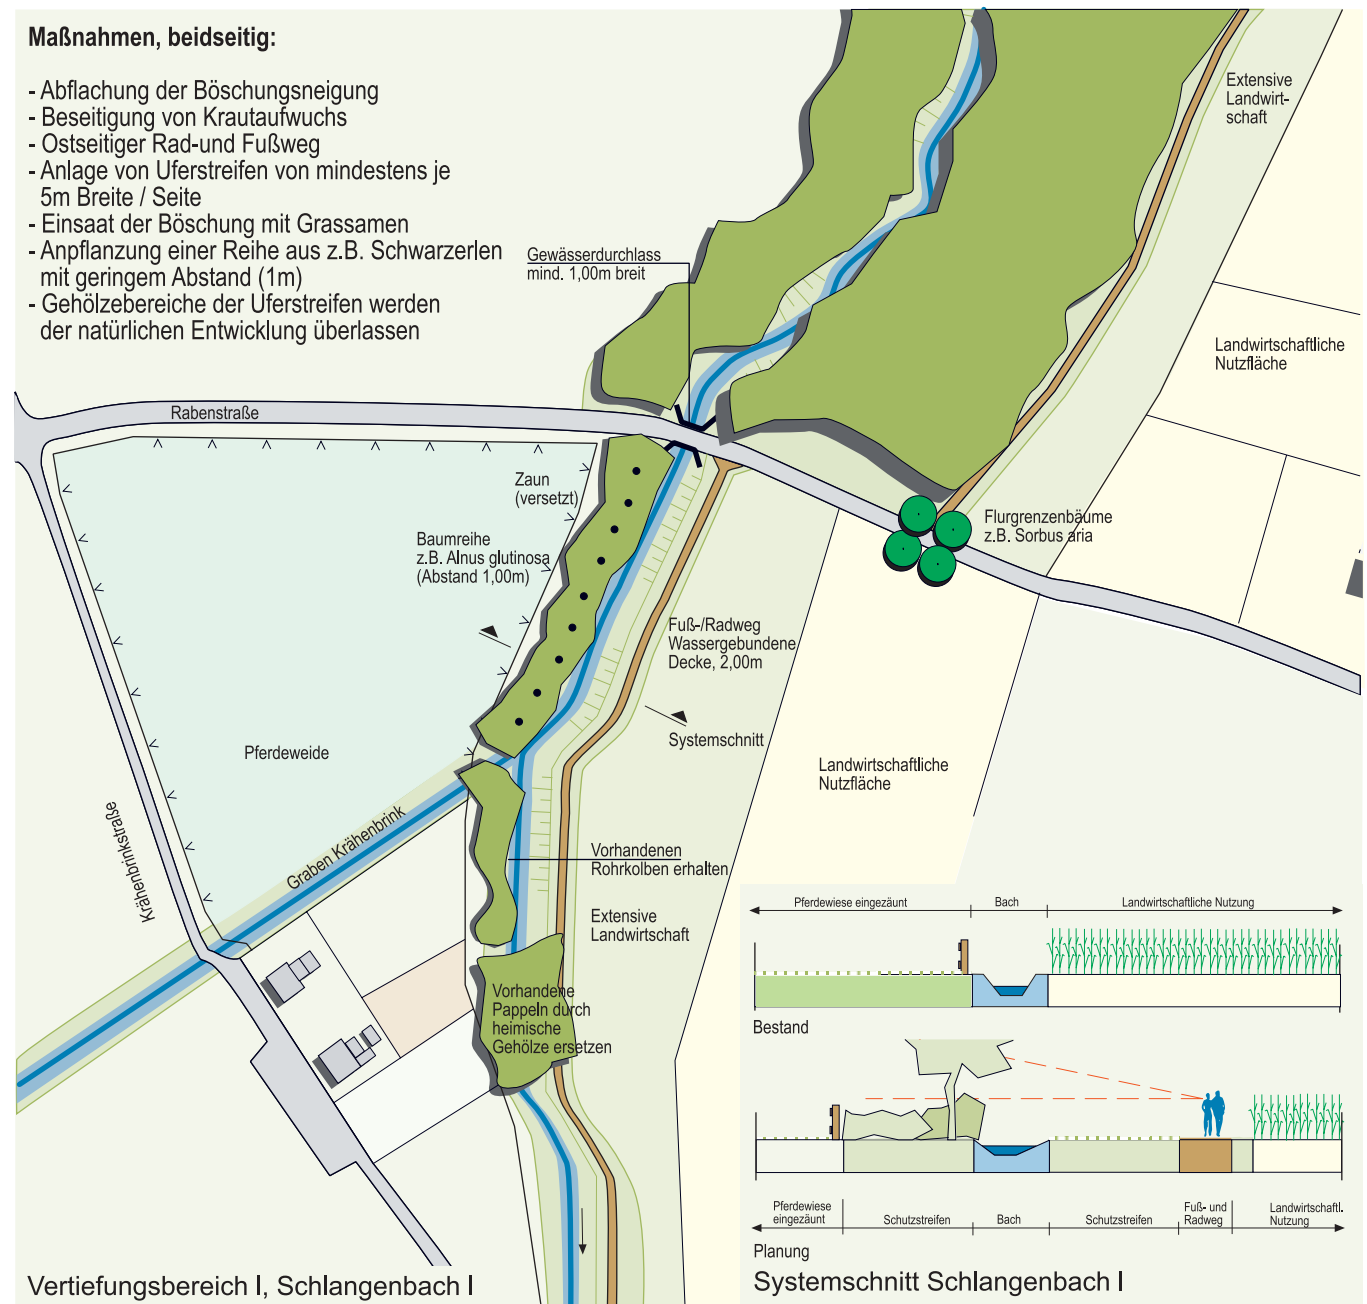 Maßnahmen, beidseitig:
- Abflachung der Böschungsneigung
- Beseitigung von Krautaufwuchs
- Ostseitiger Rad-und Fußweg
- Anlage von Uferstreifen von mindestens je
5m Breite / Seite
- Einsaat der Böschung mit Grassamen
- Anpflanzung einer Reihe aus z.B. Schwarzerlen
mit geringem Abstand (1m)
- Gehölzebereiche der Uferstreifen werden
der natürlichen Entwicklung überlassen
Extensive
Landwirt-
schaft
Gewässerdurchlass
mind. 1,00m breit
Landwirtschaftliche
Nutzfläche
Rabenstraße
Zaun
(versetzt)
Baumreihe
z.B. Alnus glutinosa
(Abstand 1,00m)
Flurgrenzenbäume
z.B. Sorbus aria
Fuß-/Radweg
Wassergebundene
Decke, 2,00m
Systemschnitt
Pferdeweide
Landwirtschaftliche
Nutzfläche
Krähenbrinkstraße
Graben Krähenbrink
Vorhandenen
Rohrkolben erhalten
Extensive
Landwirtschaft
Vorhandene
Pappeln durch
heimische
Gehölze ersetzen
Pferdewiese eingezäunt
Bach
Landwirtschaftliche Nutzung
Bestand
Pferdewiese
eingezäunt
Schutzstreifen
Bach
Schutzstreifen
Fuß- und
Radweg
Landwirtschaftl.
Nutzung
Planung
Vertiefungsbereich I, Schlangenbach I
Systemschnitt Schlangenbach I